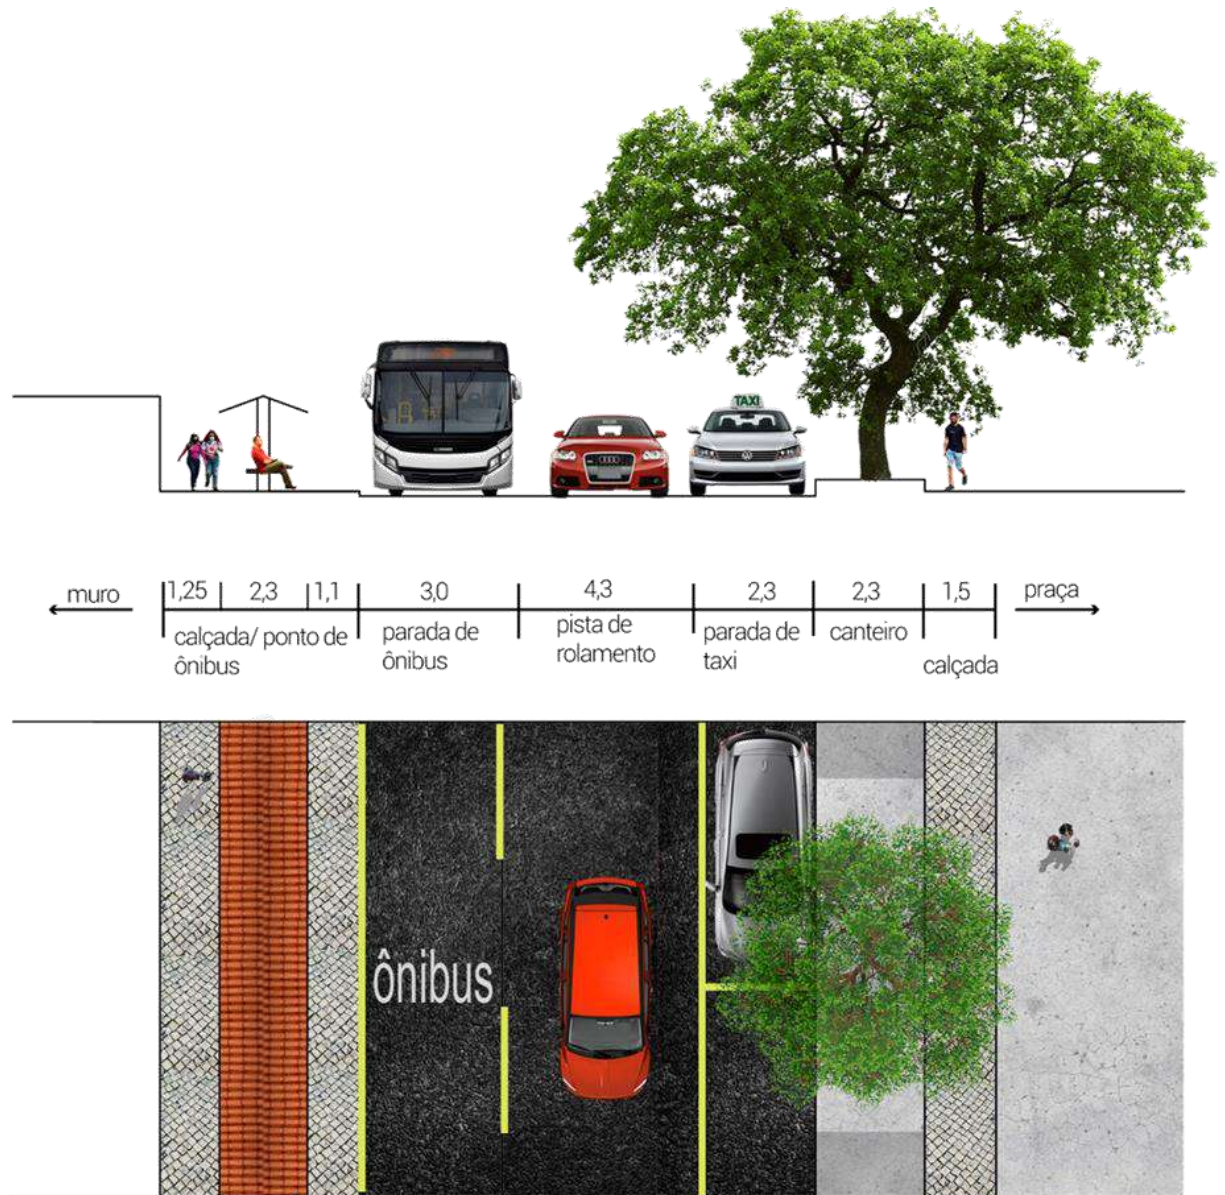 TAXI
muro
1,25
2,3
1,1
3,0
4,3
2,3
2,3
1,5
praça
calçada/ ponto de
ônibus
parada de
ônibus
pista de
rolamento
parada de
taxi
canteiro
calçada
ônibus